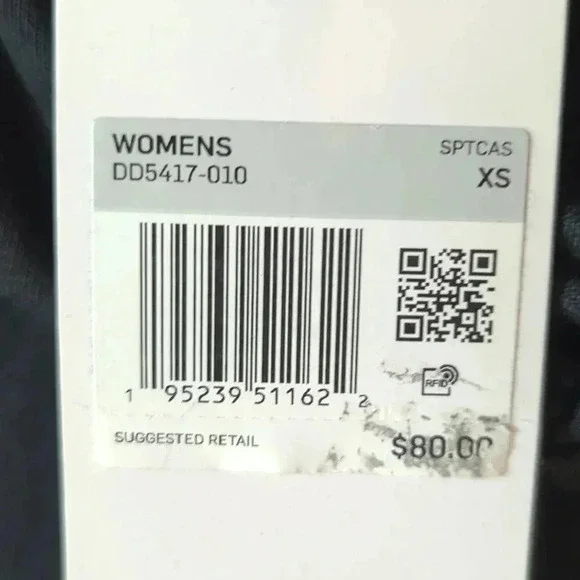 WOMENS
DD5417-010
SPTCAS
XS
1 95239 51162 2
RFID
SUGGESTED RETAIL
$80.00